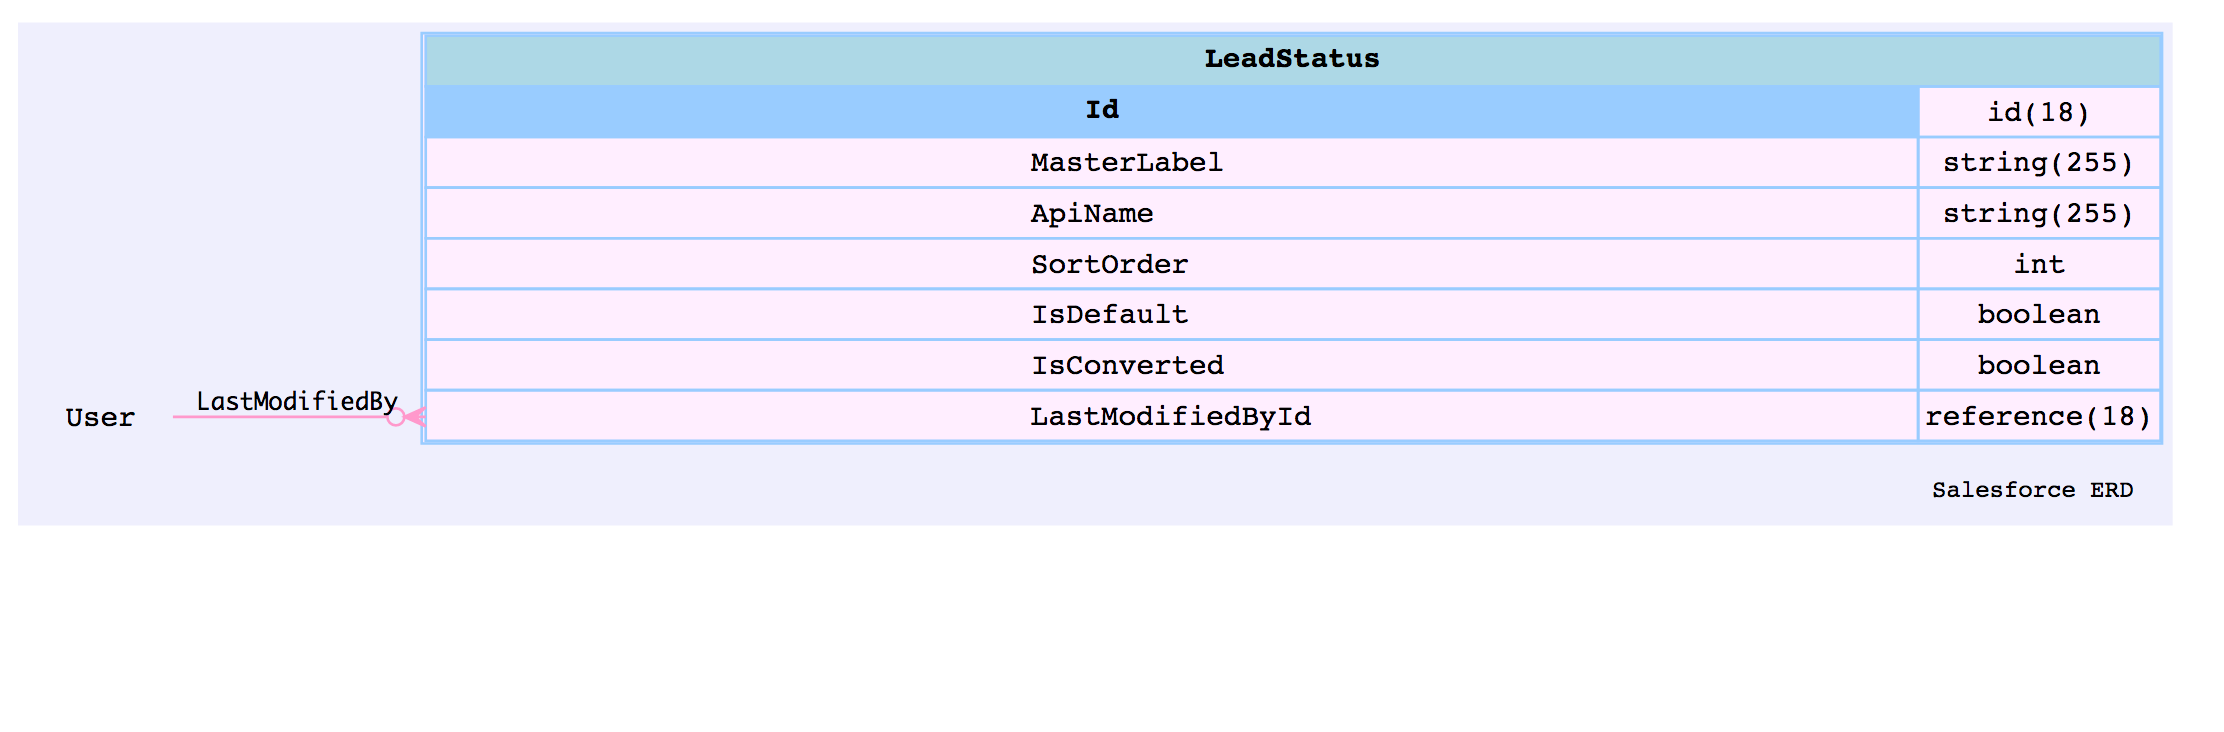 LeadStatus
Id id(18)
MasterLabel string(255)
ApiName string(255)
SortOrder int
IsDefault boolean
IsConverted boolean
LastModifiedBy
User LastModifiedById reference(18)
Salesforce ERD